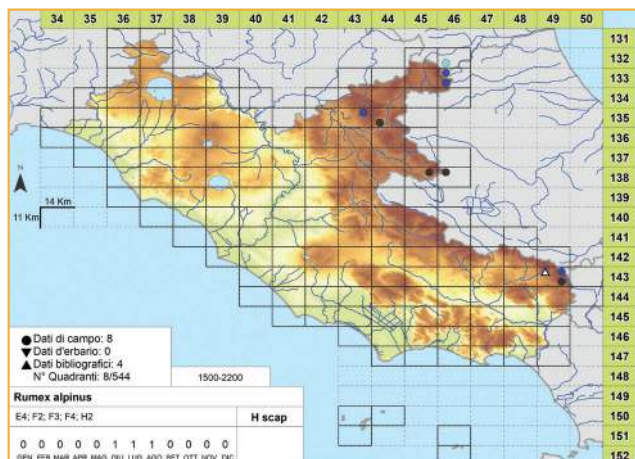 34 35 36 37 38 39 40 41 42 43 44 45 46 47 48 49 50
131
132
133
134
135
136
137
138
139
140
141
142
143
144
145
146
147
148
149
150
151
152
N
14 Km
11 Km
Dati di campo: 8
Dati d'erbario: 0
Dati bibliografici: 4
N° Quadranti: 8/544
1500-2200
Rumex alpinus
E4; F2; F3; F4; H2
H scap
0 0 0 0 0 1 1 1 0 0 0 0
GEN FEB MAR APR MAG GIU LUG AGO SET OTT NOV DIC